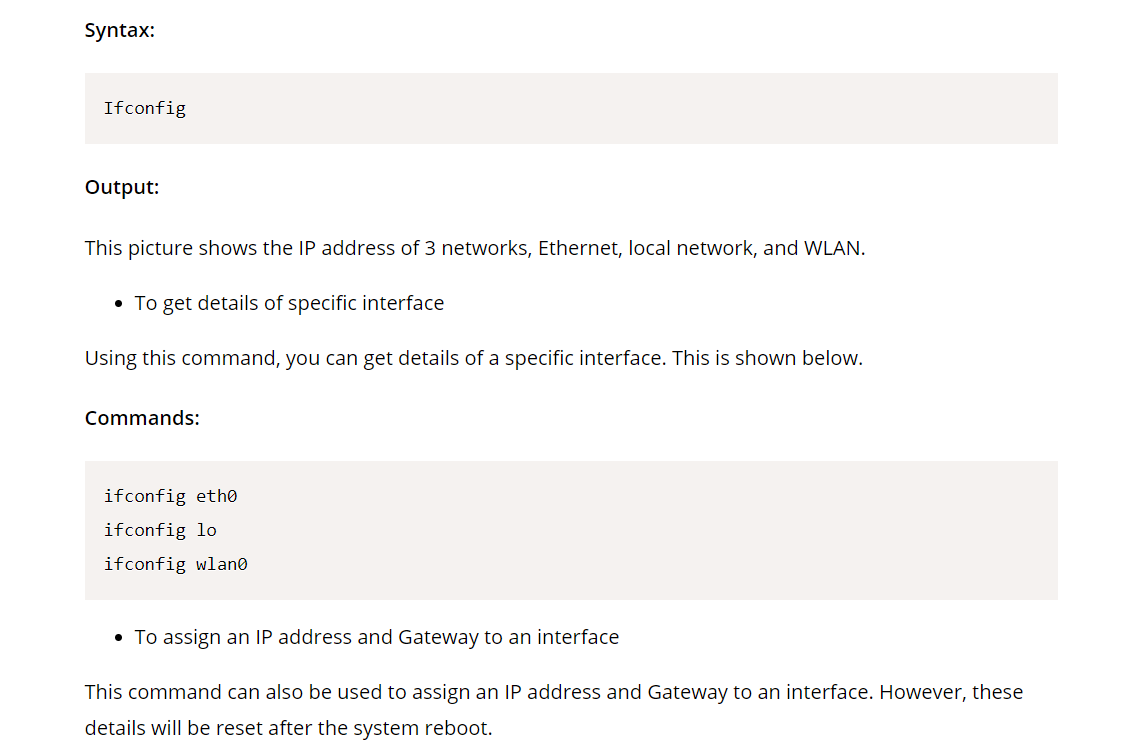 Syntax:
Ifconfig
Output:
This picture shows the IP address of 3 networks, Ethernet, local network, and WLAN.
• To get details of specific interface
Using this command, you can get details of a specific interface. This is shown below.
Commands:
ifconfig eth0
ifconfig lo
ifconfig wlan0
• To assign an IP address and Gateway to an interface
This command can also be used to assign an IP address and Gateway to an interface. However, these
details will be reset after the system reboot.